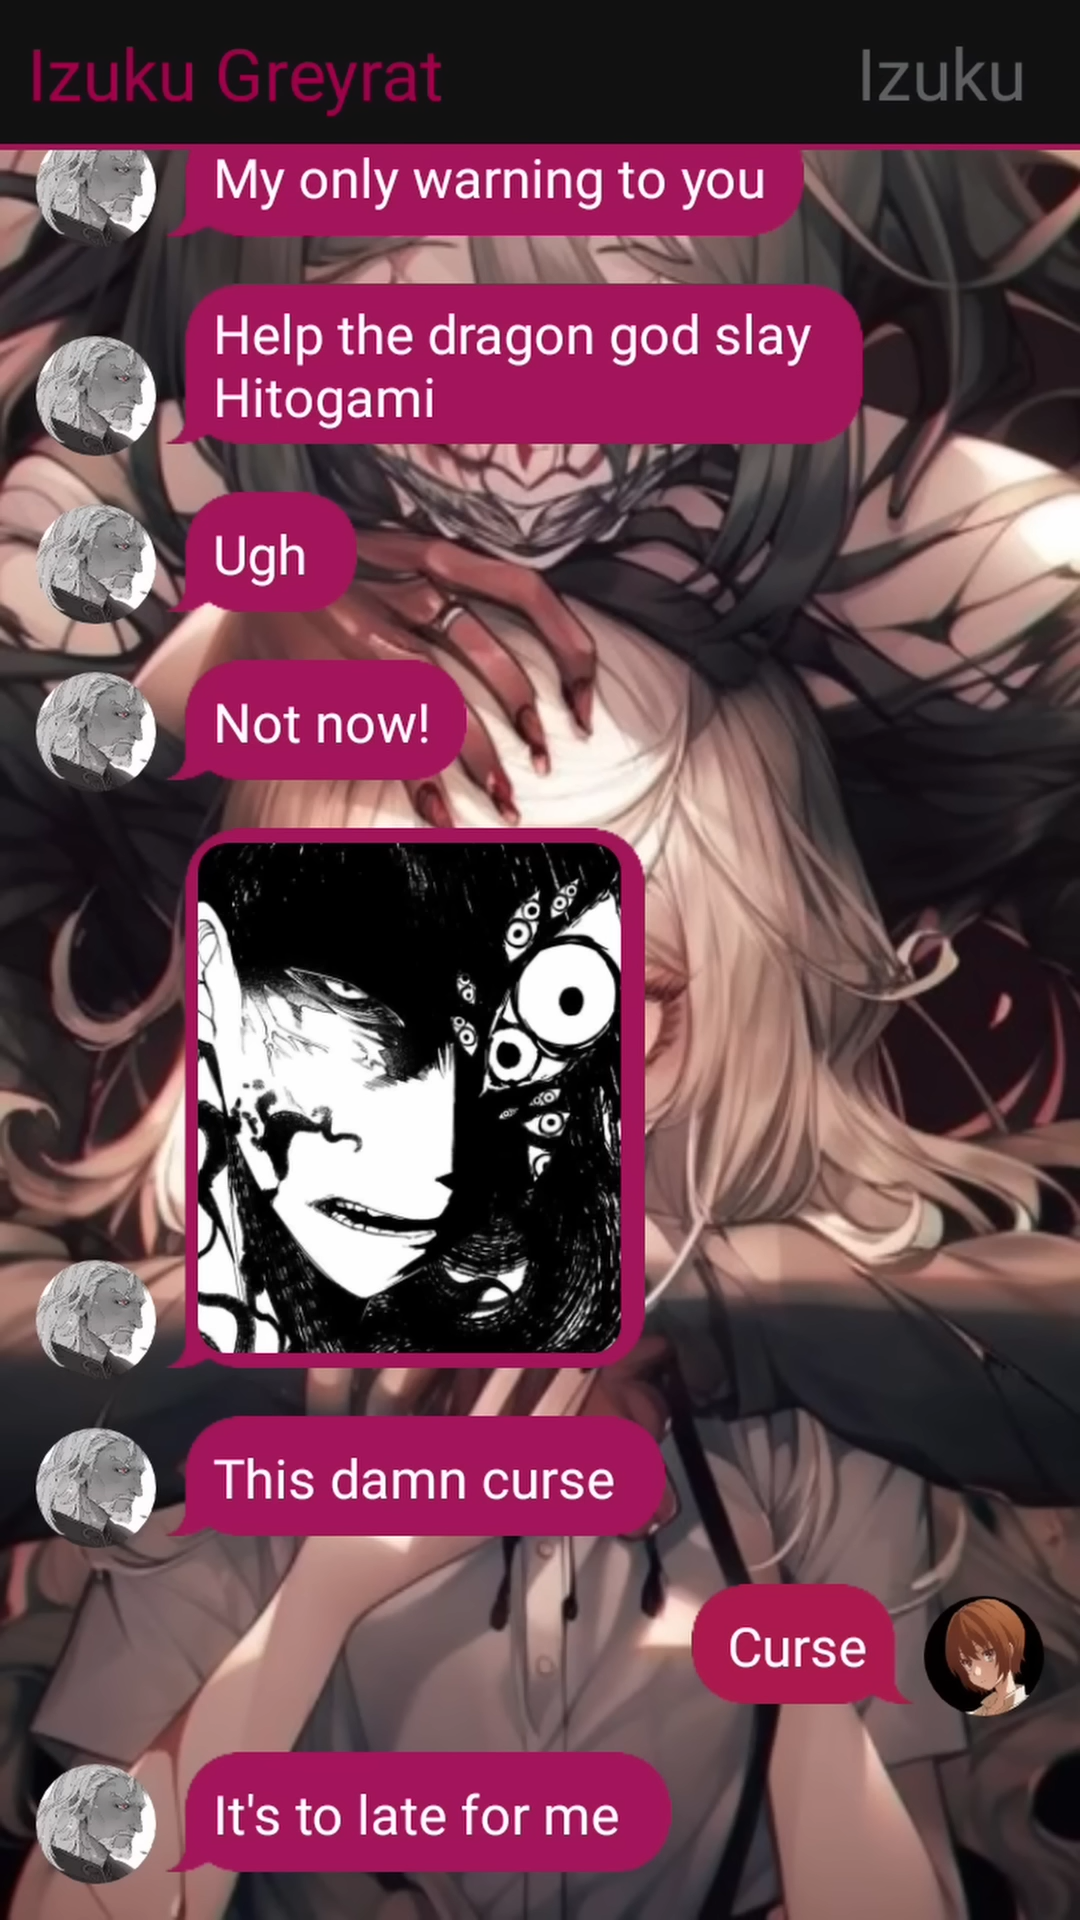 Izuku Greyrat
Izuku
My only warning to you
Help the dragon god slay
Hitogami
Ugh
Not now!
This damn curse
Curse
It's to late for me